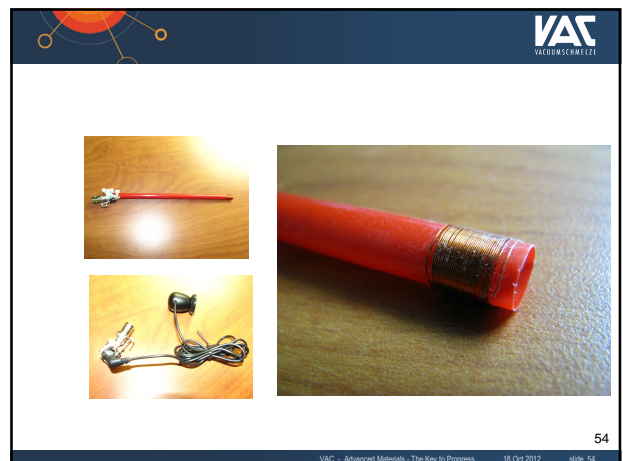 VAC
VACUUMSCHMELZE
54
VAC - Advanced Materials - The Key to Progress 18 Oct 2012 slide 54